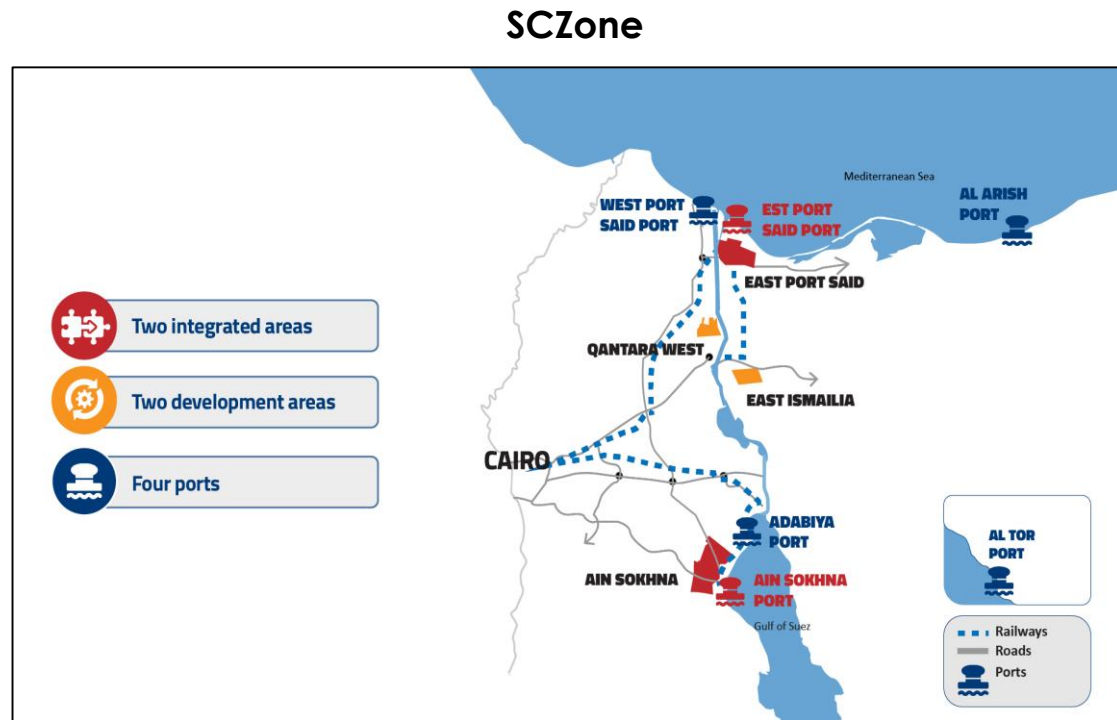 SCZone
Mediterranean Sea
WEST PORT
SAID PORT
EST PORT
SAID PORT
AL ARISH
PORT
EAST PORT SAID
Two integrated areas
QANTARA WEST
Two development areas
EAST ISMAILIA
CAIRO
Four ports
ADABIYA
PORT
AL TOR
PORT
AIN SOKHNA
AIN SOKHNA
PORT
Gulf of Suez
Railways
Roads
Ports